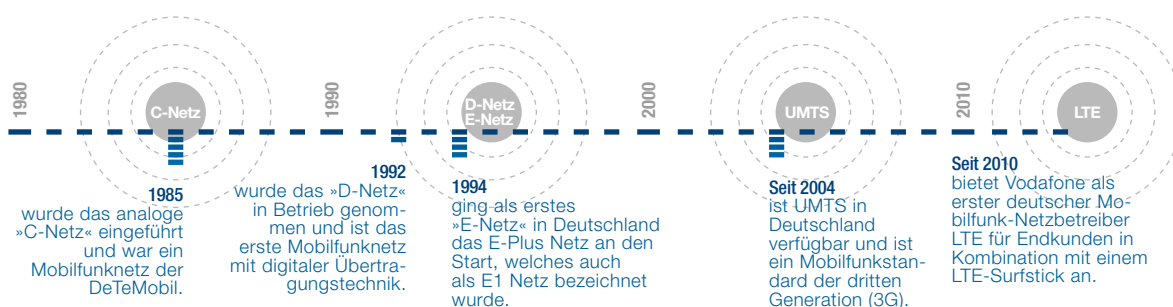 1980
C-Netz
1990
D-Netz
E-Netz
2000
UMTS
2010
LTE
1985
wurde das analoge
»C-Netz« eingeführt
und war ein
Mobilfunknetz der
DeTeMobil.
1992
wurde das »D-Netz«
in Betrieb genom-
men und ist das
erste Mobilfunknetz
mit digitaler Übertra-
gungstechnik.
1994
ging als erstes
»E-Netz« in Deutschland
das E-Plus Netz an den
Start, welches auch
als E1 Netz bezeichnet
wurde.
Seit 2004
ist UMTS in
Deutschland
verfügbar und ist
ein Mobilfunkstan-
dard der dritten
Generation (3G).
Seit 2010
bietet Vodafone als
erster deutscher Mo-
bilfunk-Netzbetreiber
LTE für Endkunden in
Kombination mit einem
LTE-Surfstick an.